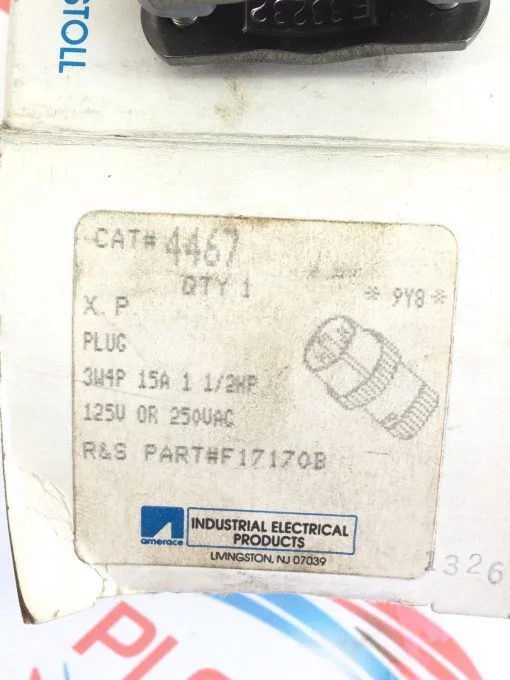 STOLL
E30232
CAT# 4467
QTY 1
* 9Y8 *
X.P.
PLUG
3W4P 15A 1 1/2HP
125V OR 250VAC
R&S PART#F17170B
amerace
INDUSTRIAL ELECTRICAL
PRODUCTS
LIVINGSTON, NJ 07039
1326